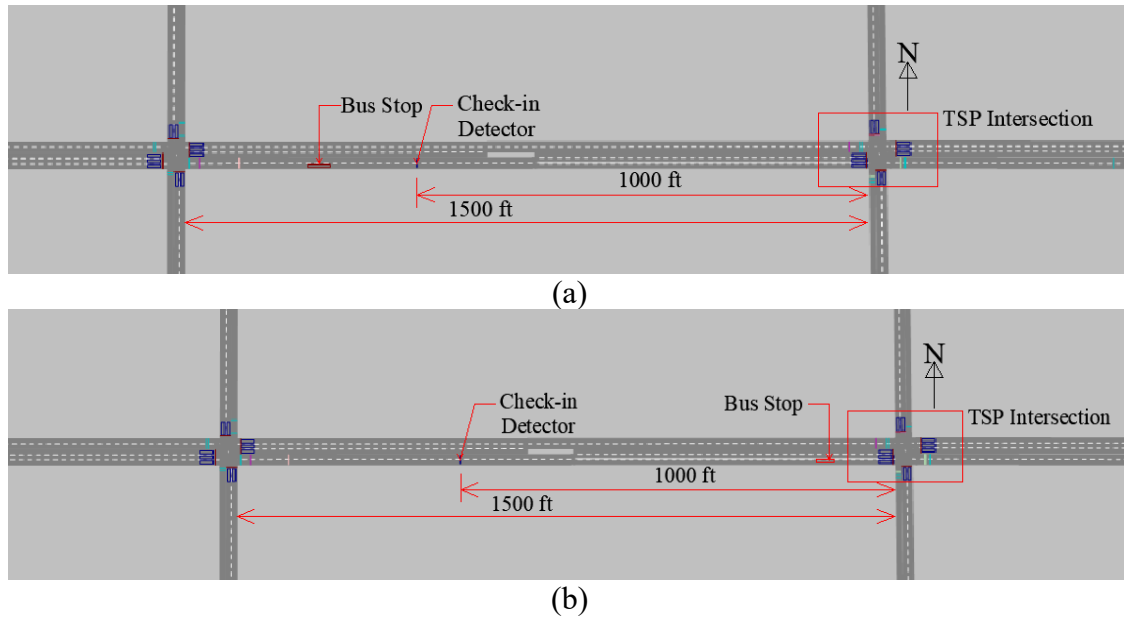 N
Bus Stop
Check-in
Detector
TSP Intersection
1000 ft
1500 ft
(a)
N
Check-in
Detector
Bus Stop
TSP Intersection
1000 ft
1500 ft
(b)